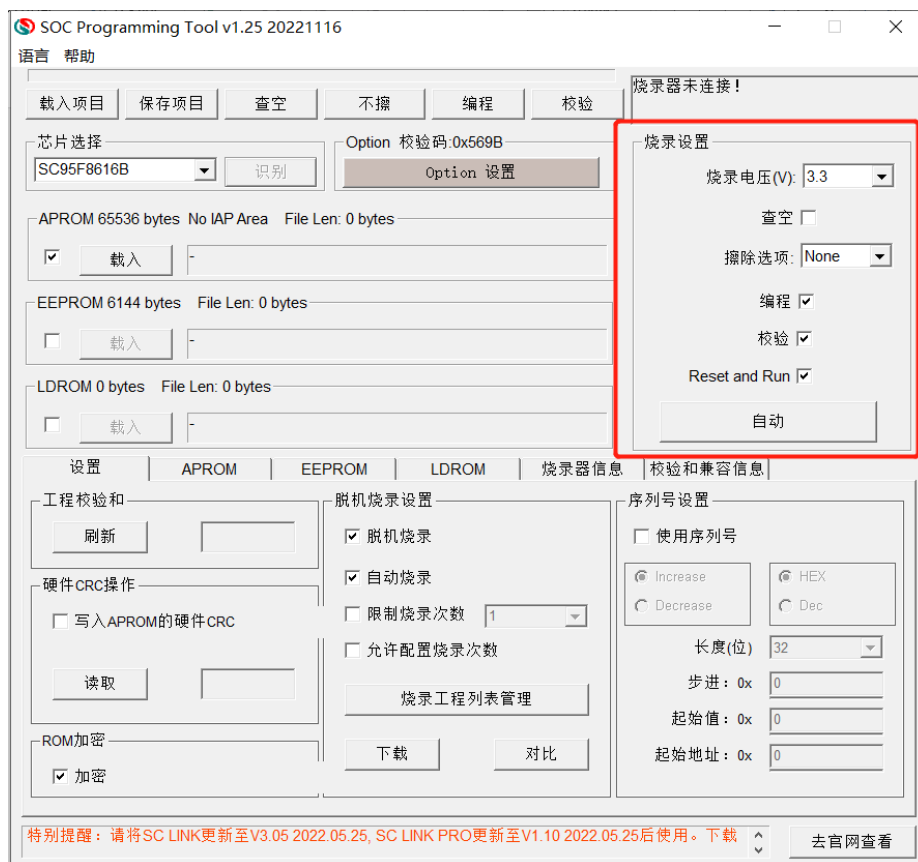 SOC Programming Tool v1.25 20221116
语言 帮助
载入项目 保存项目 查空 不擦 编程 校验
烧录器未连接！
芯片选择
SC95F8616B 识别
Option 校验码:0x569B
Option 设置
APROM 65536 bytes No IAP Area File Len: 0 bytes
载入 -
EEPROM 6144 bytes File Len: 0 bytes
载入 -
LDROM 0 bytes File Len: 0 bytes
载入 -
烧录设置
烧录电压(V): 3.3
查空
擦除选项: None
编程
校验
Reset and Run
自动
设置 APROM EEPROM LDROM 烧录器信息 校验和兼容信息
工程校验和
刷新
硬件CRC操作
写入APROM的硬件CRC
读取
ROM加密
加密
脱机烧录设置
脱机烧录
自动烧录
限制烧录次数 1
允许配置烧录次数
烧录工程列表管理
下载 对比
序列号设置
使用序列号
Increase HEX
Decrease Dec
长度(位) 32
步进：0x 0
起始值：0x 0
起始地址：0x 0
特别提醒：请将SC LINK更新至V3.05 2022.05.25, SC LINK PRO更新至V1.10 2022.05.25后使用。下载
去官网查看